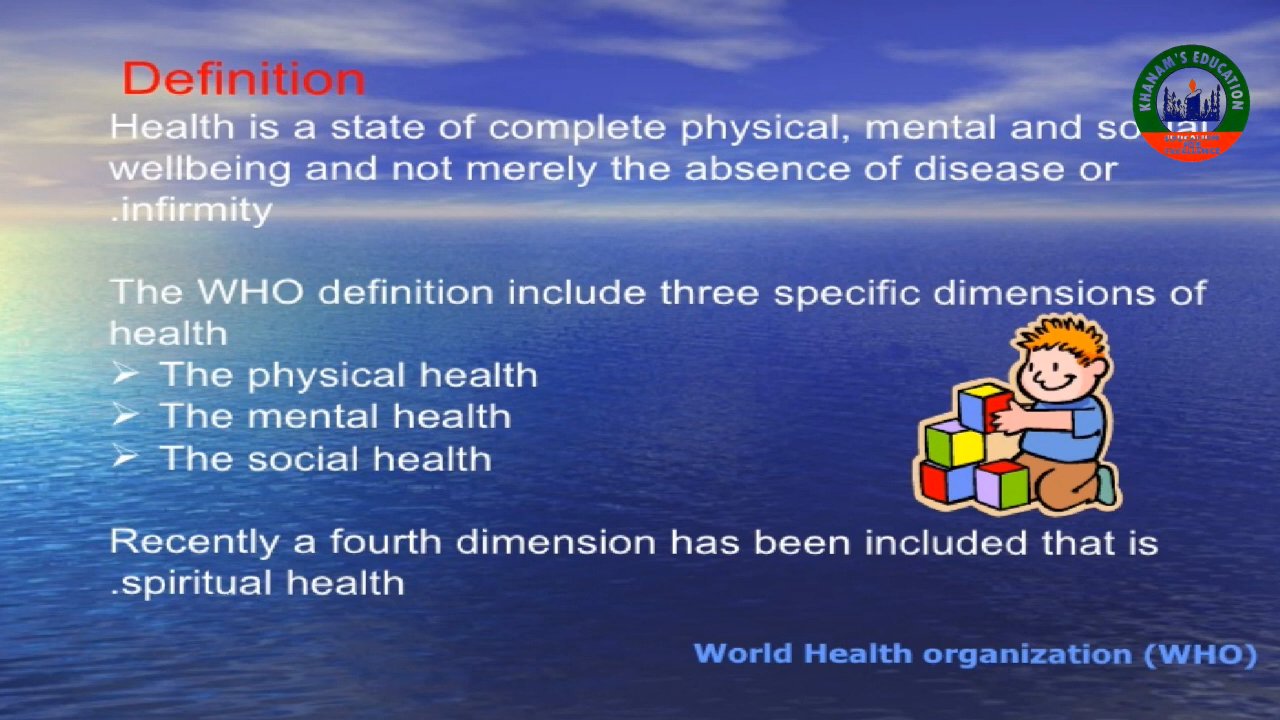 Definition
Health is a state of complete physical, mental and social
wellbeing and not merely the absence of disease or
.infirmity
The WHO definition include three specific dimensions of
health
➢ The physical health
➢ The mental health
➢ The social health
Recently a fourth dimension has been included that is
.spiritual health
World Health organization (WHO)
KHANAM'S EDUCATION